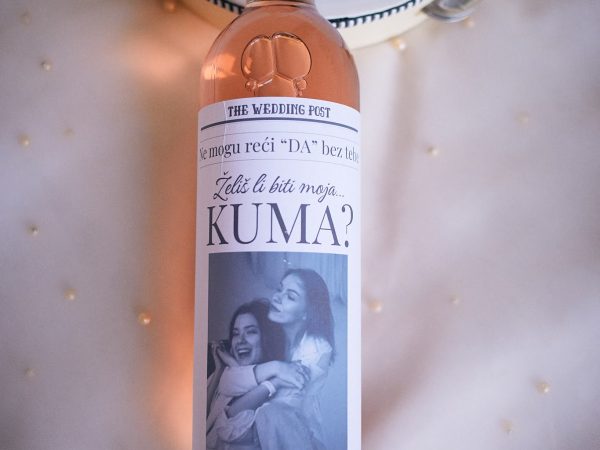 THE WEDDING POST
Ne mogu reći “DA” bez tebe
Želiš li biti moja...
KUMA?